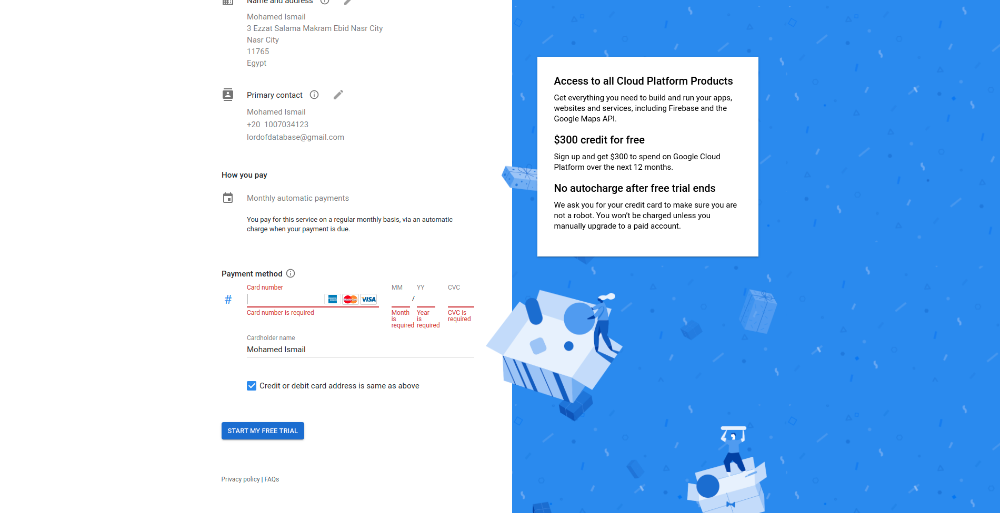 Name and address
Mohamed Ismail
3 Ezzat Salama Makram Ebid Nasr City
Nasr City
11765
Egypt
Primary contact
Mohamed Ismail
+20 1007034123
lordofdatabase@gmail.com
How you pay
Monthly automatic payments
You pay for this service on a regular monthly basis, via an automatic
charge when your payment is due.
Payment method
Card number MM YY CVC
# MasterCard VISA /
Card number is required
Month is required
Year is required
CVC is required
Cardholder name
Mohamed Ismail
Credit or debit card address is same as above
START MY FREE TRIAL
Privacy policy | FAQs
Access to all Cloud Platform Products
Get everything you need to build and run your apps,
websites and services, including Firebase and the
Google Maps API.
$300 credit for free
Sign up and get $300 to spend on Google Cloud
Platform over the next 12 months.
No autocharge after free trial ends
We ask you for your credit card to make sure you are
not a robot. You won't be charged unless you
manually upgrade to a paid account.